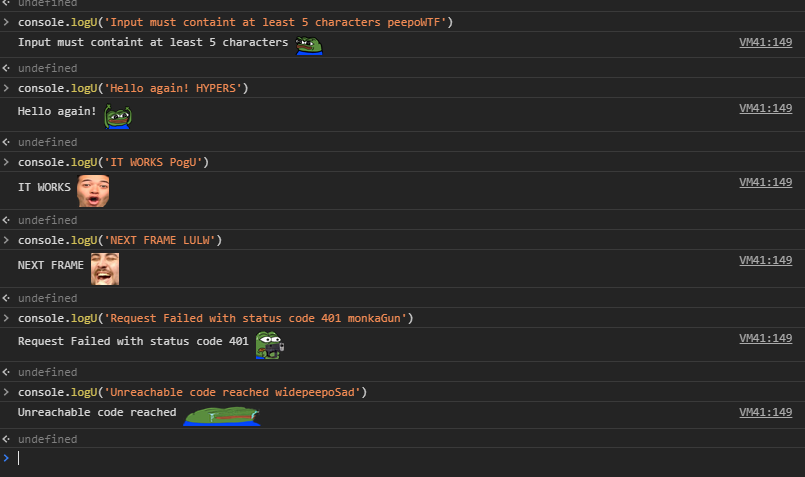 undefined
console.logU('Input must containt at least 5 characters peepoWTF')
Input must containt at least 5 characters VM41:149
undefined
console.logU('Hello again! HYPERS')
Hello again! VM41:149
undefined
console.logU('IT WORKS PogU')
IT WORKS VM41:149
undefined
console.logU('NEXT FRAME LULW')
NEXT FRAME VM41:149
undefined
console.logU('Request Failed with status code 401 monkaGun')
Request Failed with status code 401 VM41:149
undefined
console.logU('Unreachable code reached widepeepoSad')
Unreachable code reached VM41:149
undefined